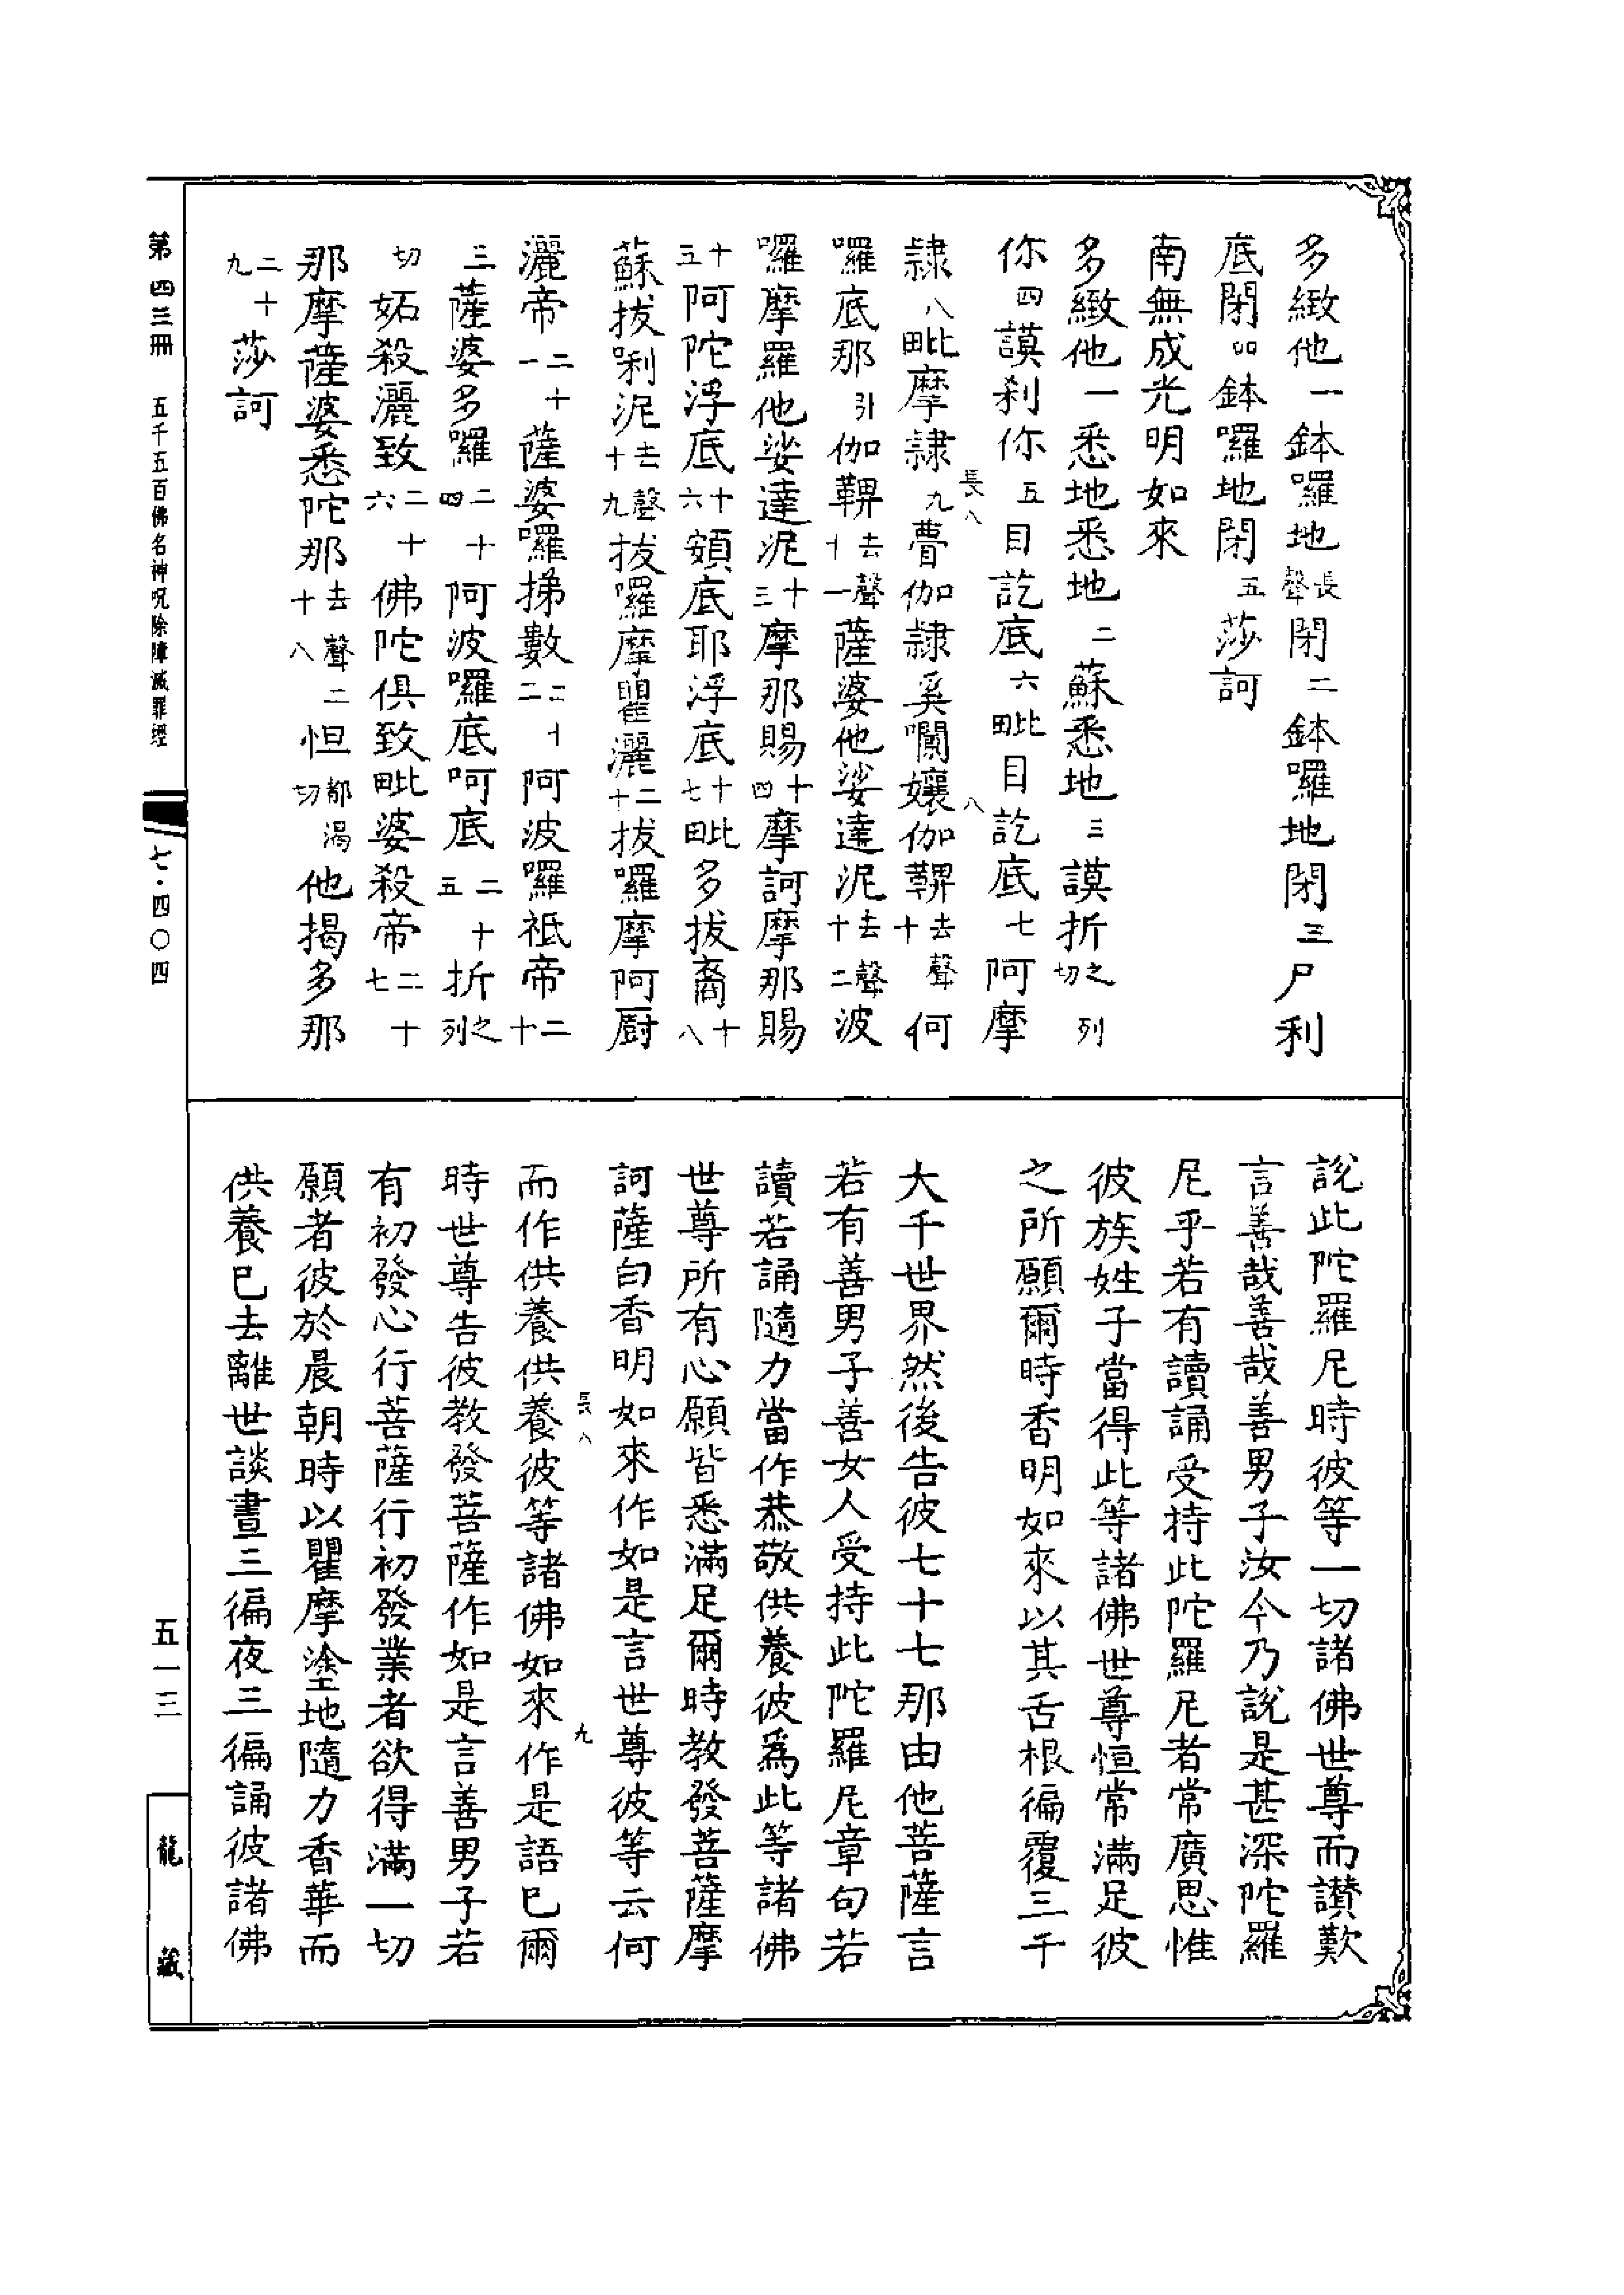 多緻他一鉢囉地長聲閉二鉢囉地閉三尸利
底閉四鉢囉地閉五莎訶
南無成光明如來
多緻他一悉地悉地二蘇悉地三謨折之列切
你四謨刹你五目訖底六毗目訖底七阿摩
隷八毗摩隷九瞢伽隷奚囒孃伽鞞去聲十何
長八
八
囉底那引伽鞞去聲十一薩婆他娑達泥去聲十二波
囉摩羅他娑達泥十三摩那賜十四摩訶摩那賜
十五阿陀浮底十六頞底耶浮底十七毗多拔裔十八
蘇拔唎泥去聲十九拔囉摩瞿灑二十拔囉摩阿厨
灑帝二十一薩婆囉挮數二十二阿波囉袛帝二十
三薩婆多囉二十四阿波囉底呵底二十五折之列
切妬殺灑致二十六佛陀俱致毗婆殺帝二十七
那摩薩婆悉陀那去聲二十八怛都渴切他揭多那
二十九莎訶
說此陀羅尼時彼等一切諸佛世尊而讃歎
言善哉善哉善男子汝今乃說是甚深陀羅
尼乎若有讀誦受持此陀羅尼者常廣思惟
彼族姓子當得此等諸佛世尊恒常滿足彼
之所願爾時香明如來以其舌根徧覆三千
大千世界然後告彼七十七那由他菩薩言
若有善男子善女人受持此陀羅尼章句若
讀若誦隨力當作恭敬供養彼爲此等諸佛
世尊所有心願皆悉滿足爾時教發菩薩摩
訶薩白香明如來作如是言世尊彼等云何
長八
九
而作供養供養彼等諸佛如來作是語已爾
時世尊告彼教發菩薩作如是言善男子若
有初發心行菩薩行初發業者欲得滿一切
願者彼於晨朝時以瞿摩塗地隨力香華而
供養已去離世談晝三徧夜三徧誦彼諸佛
第四三冊 五千五百佛名神呪除障滅罪經 七·四〇四
五一三
龍藏